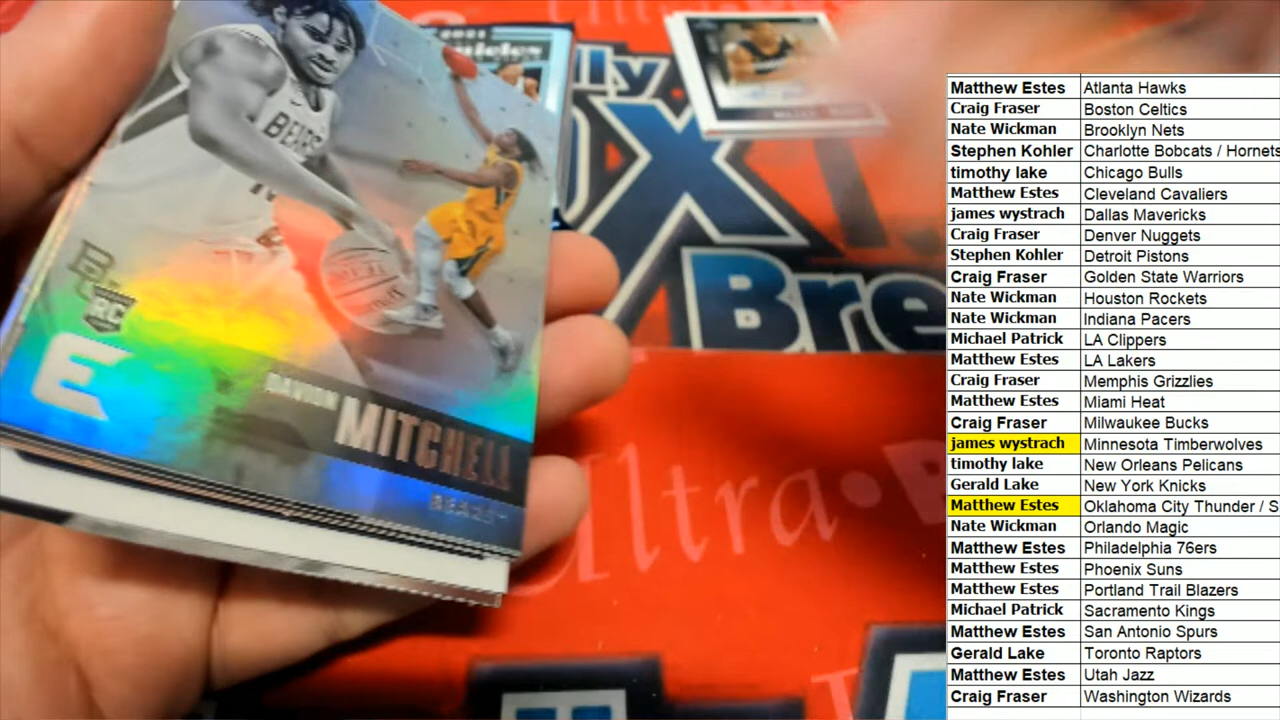 BEARS
RC
E
DAVION
MITCHELL
BEARS
lly
X
Bre
Ultra
Matthew Estes Atlanta Hawks
Craig Fraser Boston Celtics
Nate Wickman Brooklyn Nets
Stephen Kohler Charlotte Bobcats / Hornets
timothy lake Chicago Bulls
Matthew Estes Cleveland Cavaliers
james wystrach Dallas Mavericks
Craig Fraser Denver Nuggets
Stephen Kohler Detroit Pistons
Craig Fraser Golden State Warriors
Nate Wickman Houston Rockets
Nate Wickman Indiana Pacers
Michael Patrick LA Clippers
Matthew Estes LA Lakers
Craig Fraser Memphis Grizzlies
Matthew Estes Miami Heat
Craig Fraser Milwaukee Bucks
james wystrach Minnesota Timberwolves
timothy lake New Orleans Pelicans
Gerald Lake New York Knicks
Matthew Estes Oklahoma City Thunder / S
Nate Wickman Orlando Magic
Matthew Estes Philadelphia 76ers
Matthew Estes Phoenix Suns
Matthew Estes Portland Trail Blazers
Michael Patrick Sacramento Kings
Matthew Estes San Antonio Spurs
Gerald Lake Toronto Raptors
Matthew Estes Utah Jazz
Craig Fraser Washington Wizards